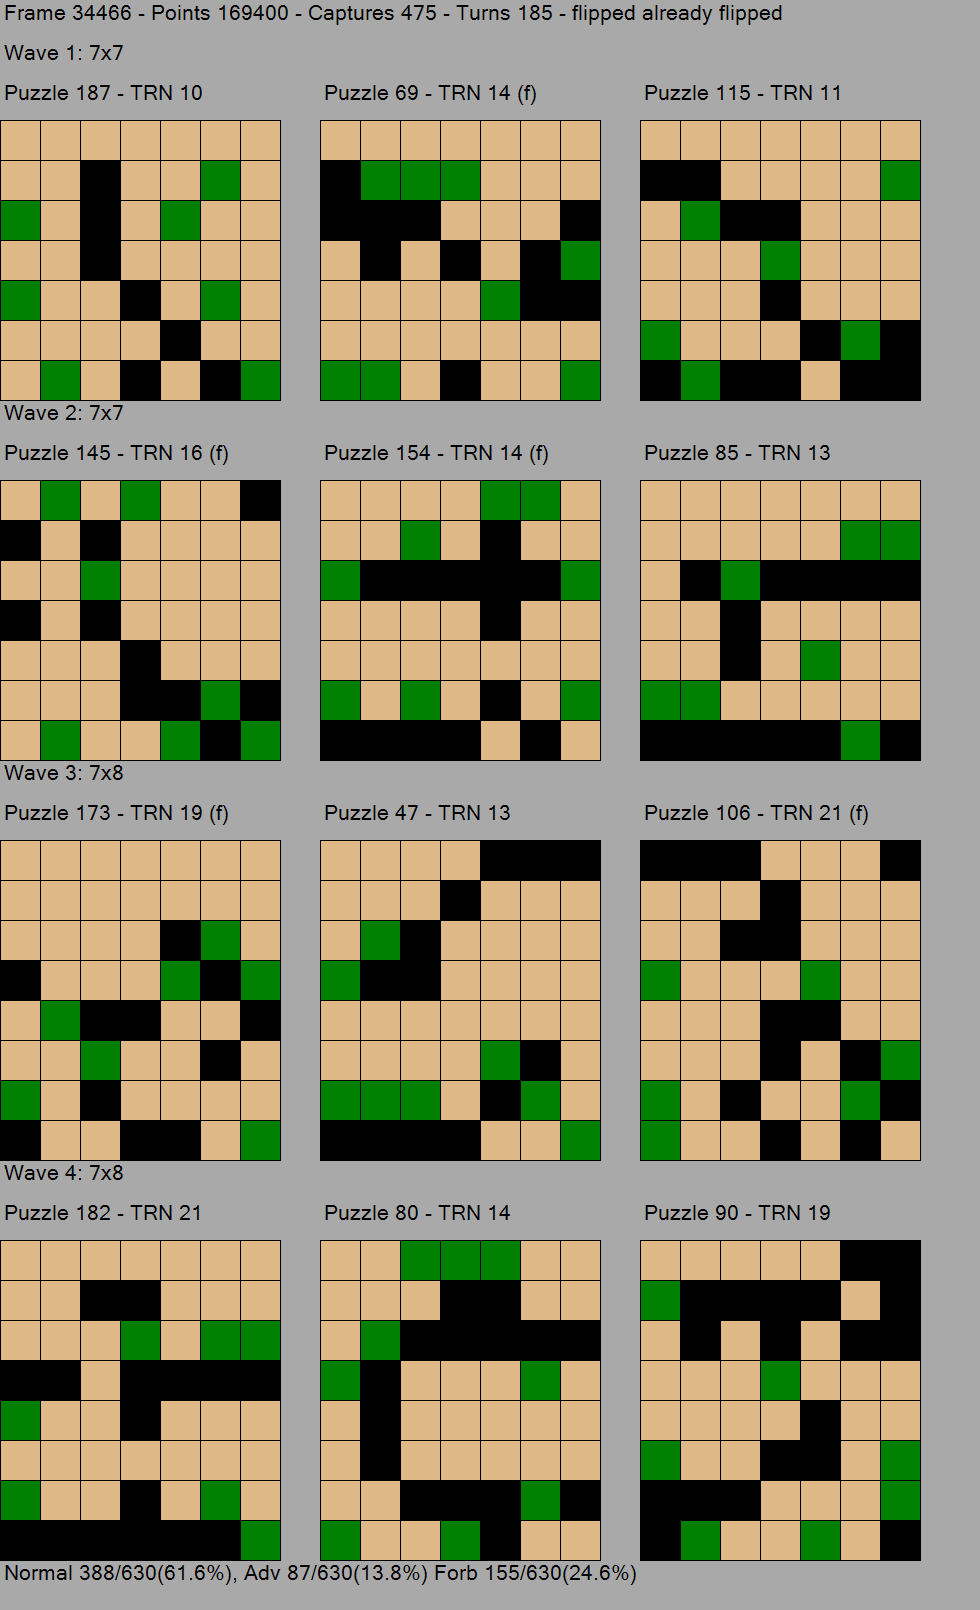 Frame 34466 - Points 169400 - Captures 475 - Turns 185 - flipped already flipped
Wave 1: 7x7
Puzzle 187 - TRN 10
Puzzle 69 - TRN 14 (f)
Puzzle 115 - TRN 11
Wave 2: 7x7
Puzzle 145 - TRN 16 (f)
Puzzle 154 - TRN 14 (f)
Puzzle 85 - TRN 13
Wave 3: 7x8
Puzzle 173 - TRN 19 (f)
Puzzle 47 - TRN 13
Puzzle 106 - TRN 21 (f)
Wave 4: 7x8
Puzzle 182 - TRN 21
Puzzle 80 - TRN 14
Puzzle 90 - TRN 19
Normal 388/630(61.6%), Adv 87/630(13.8%) Forb 155/630(24.6%)